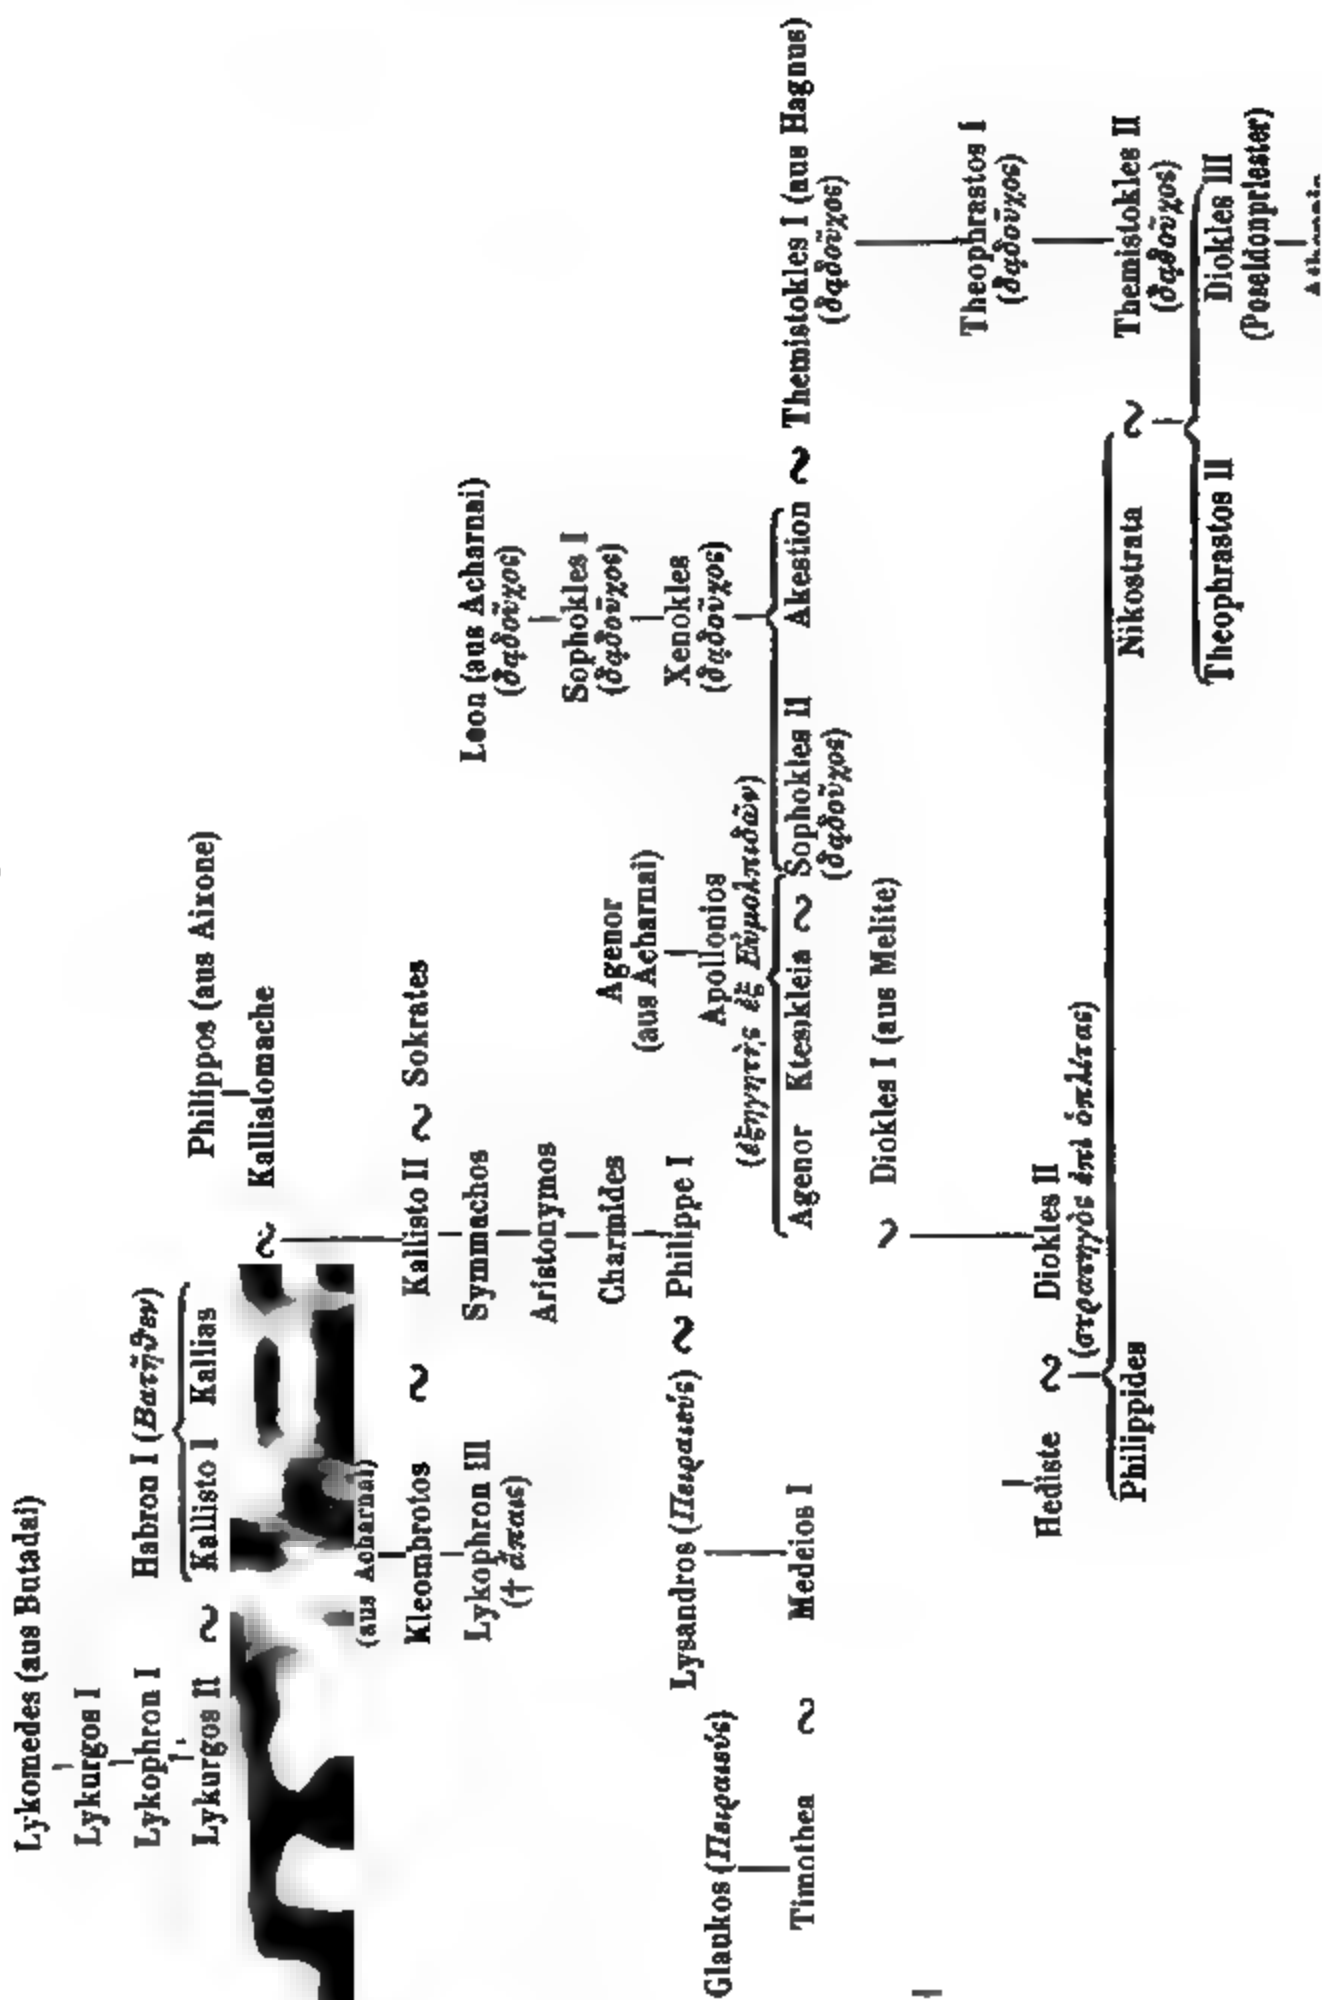 Lykomedes (aus Butadai)
Lykurgos I
Habron I (Βατῆθεν)
Lykophron I
Philippos (aus Aixone)
Lykurgos II ∾ Kallisto I Kallias
∾ Kallistomache
(aus Acharnai)
Kleombrotos ∾ Kallisto II ∾ Sokrates
Lykophron III
(† ἄπαις)
Symmachos
Aristonymos
Charmides
Leon (aus Acharnai)
(δᾳδοῦχος)
Sophokles I
(δᾳδοῦχος)
Agenor
(aus Acharnai)
Xenokles
(δᾳδοῦχος)
Lysandros (Πειραιεύς) ∾ Philippe I
Glaukos (Πειραιεύς)
Apollonios
(ἐξηγητὴς ἐξ Εὐμολπιδῶν)
Timothea ∾ Medeios I
Agenor Ktesikleia ∾ Sophokles II
(δᾳδοῦχος)
Akestion ∾ Themistokles I (aus Hagnus)
(δᾳδοῦχος)
∾ Diokles I (aus Melite)
Theophrastos I
(δᾳδοῦχος)
Hediste ∾ Diokles II
(στρατηγὸς ἐπὶ ὁπλίτας)
Philippides
Nikostrata ∾ Themistokles II
(δᾳδοῦχος)
Theophrastos II
Diokles III
(Poseidonpriester)